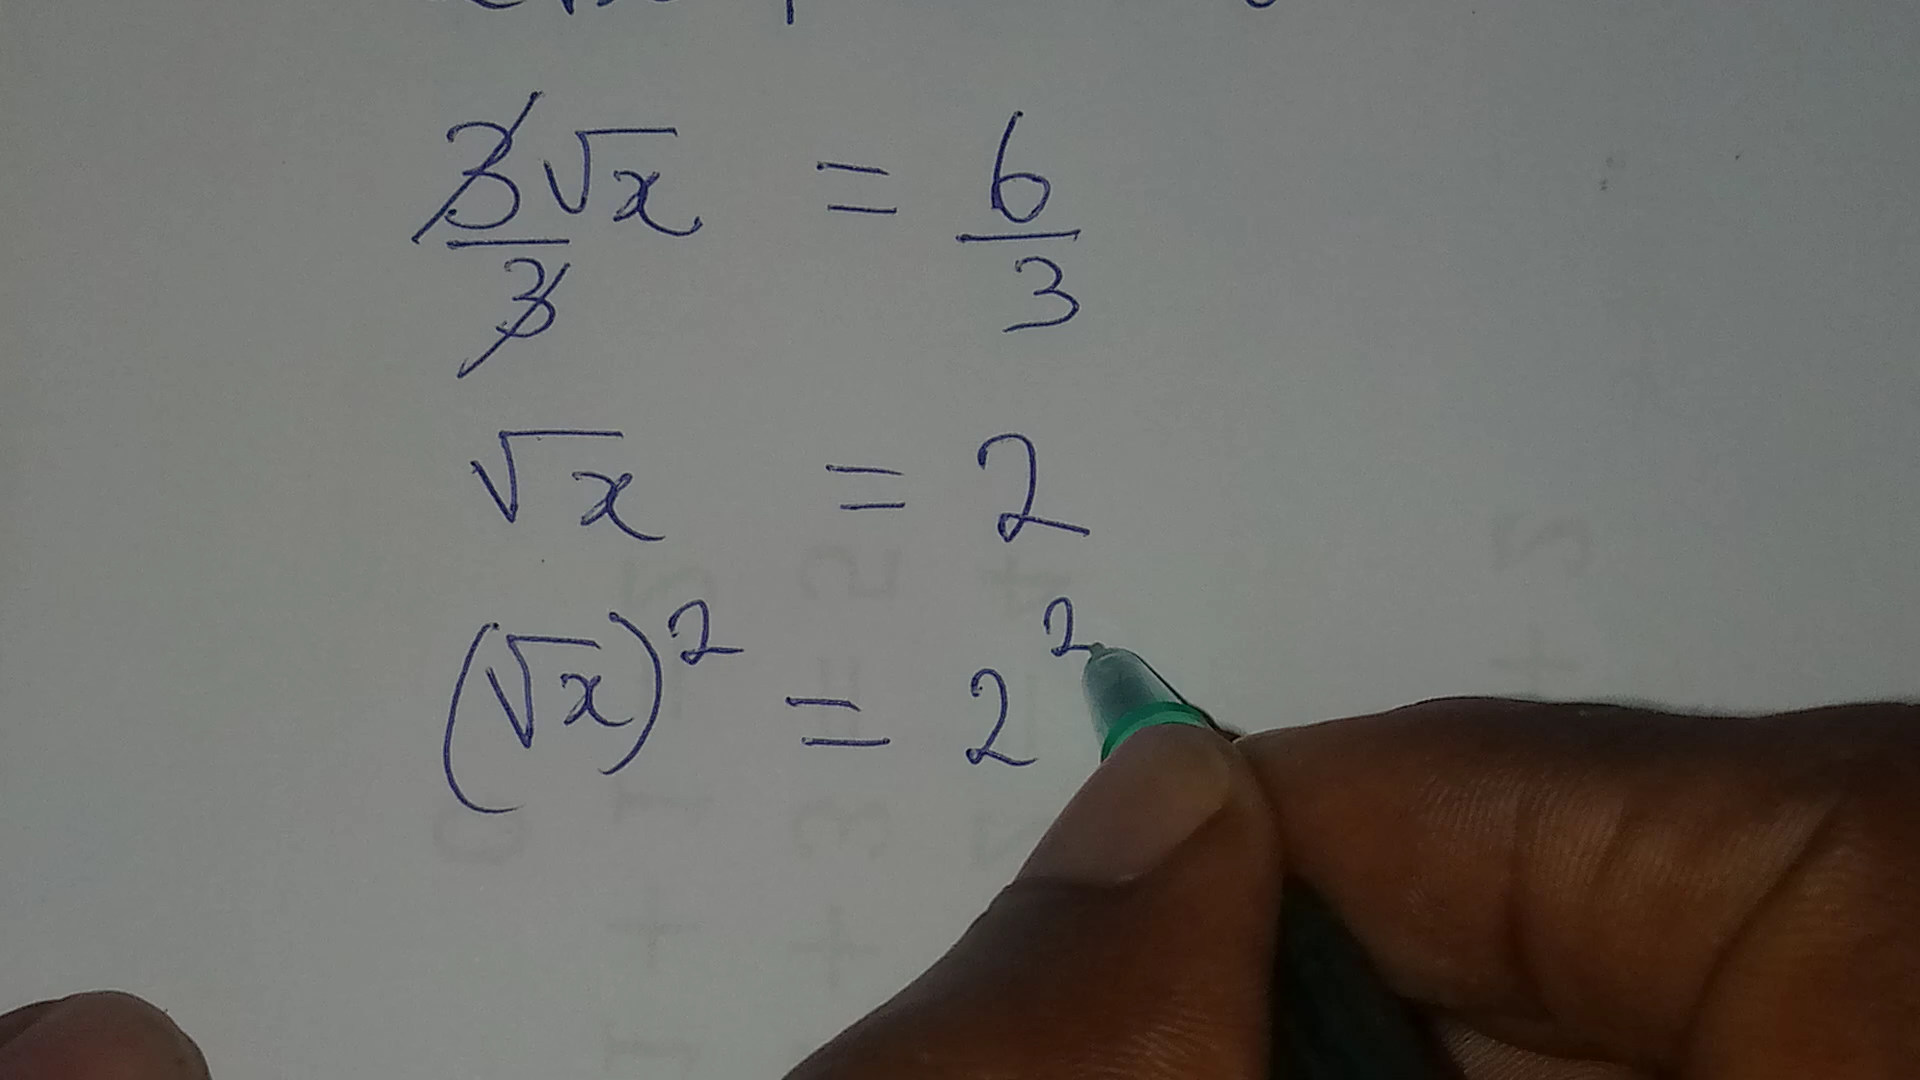 3√x/3 = 6/3
√x = 2
(√x)² = 2²